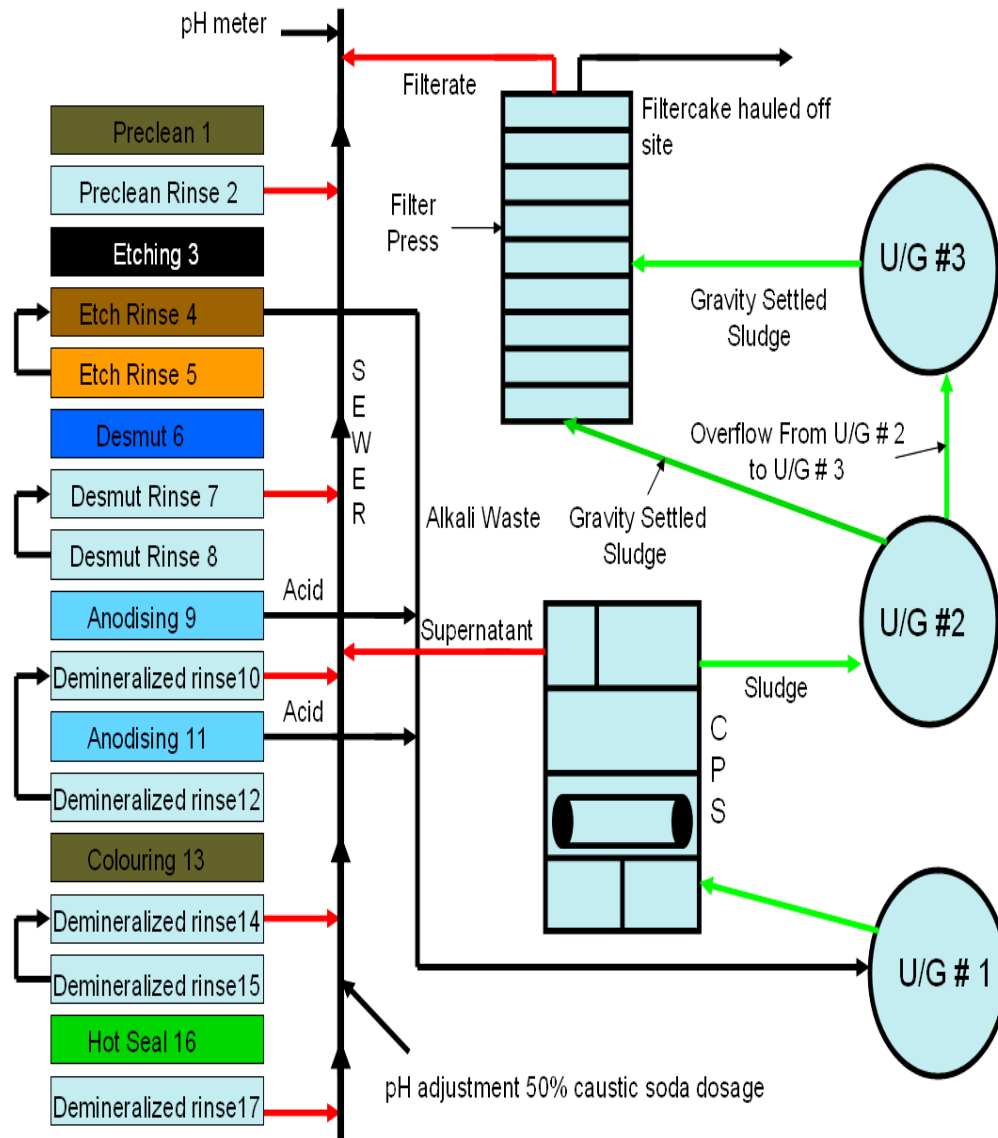 pH meter
Filterate
Filtercake hauled off
site
Preclean 1
Preclean Rinse 2
Etching 3
Etch Rinse 4
Etch Rinse 5
Desmut 6
Desmut Rinse 7
Desmut Rinse 8
Anodising 9
Demineralized rinse10
Anodising 11
Demineralized rinse12
Colouring 13
Demineralized rinse14
Demineralized rinse15
Hot Seal 16
Demineralized rinse17
Acid
Acid
S
E
W
E
R
Filter
Press
U/G #3
Gravity Settled
Sludge
Overflow From U/G # 2
to U/G # 3
Alkali Waste
Gravity Settled
Sludge
Supernatant
Sludge
U/G #2
C
P
S
U/G # 1
pH adjustment 50% caustic soda dosage